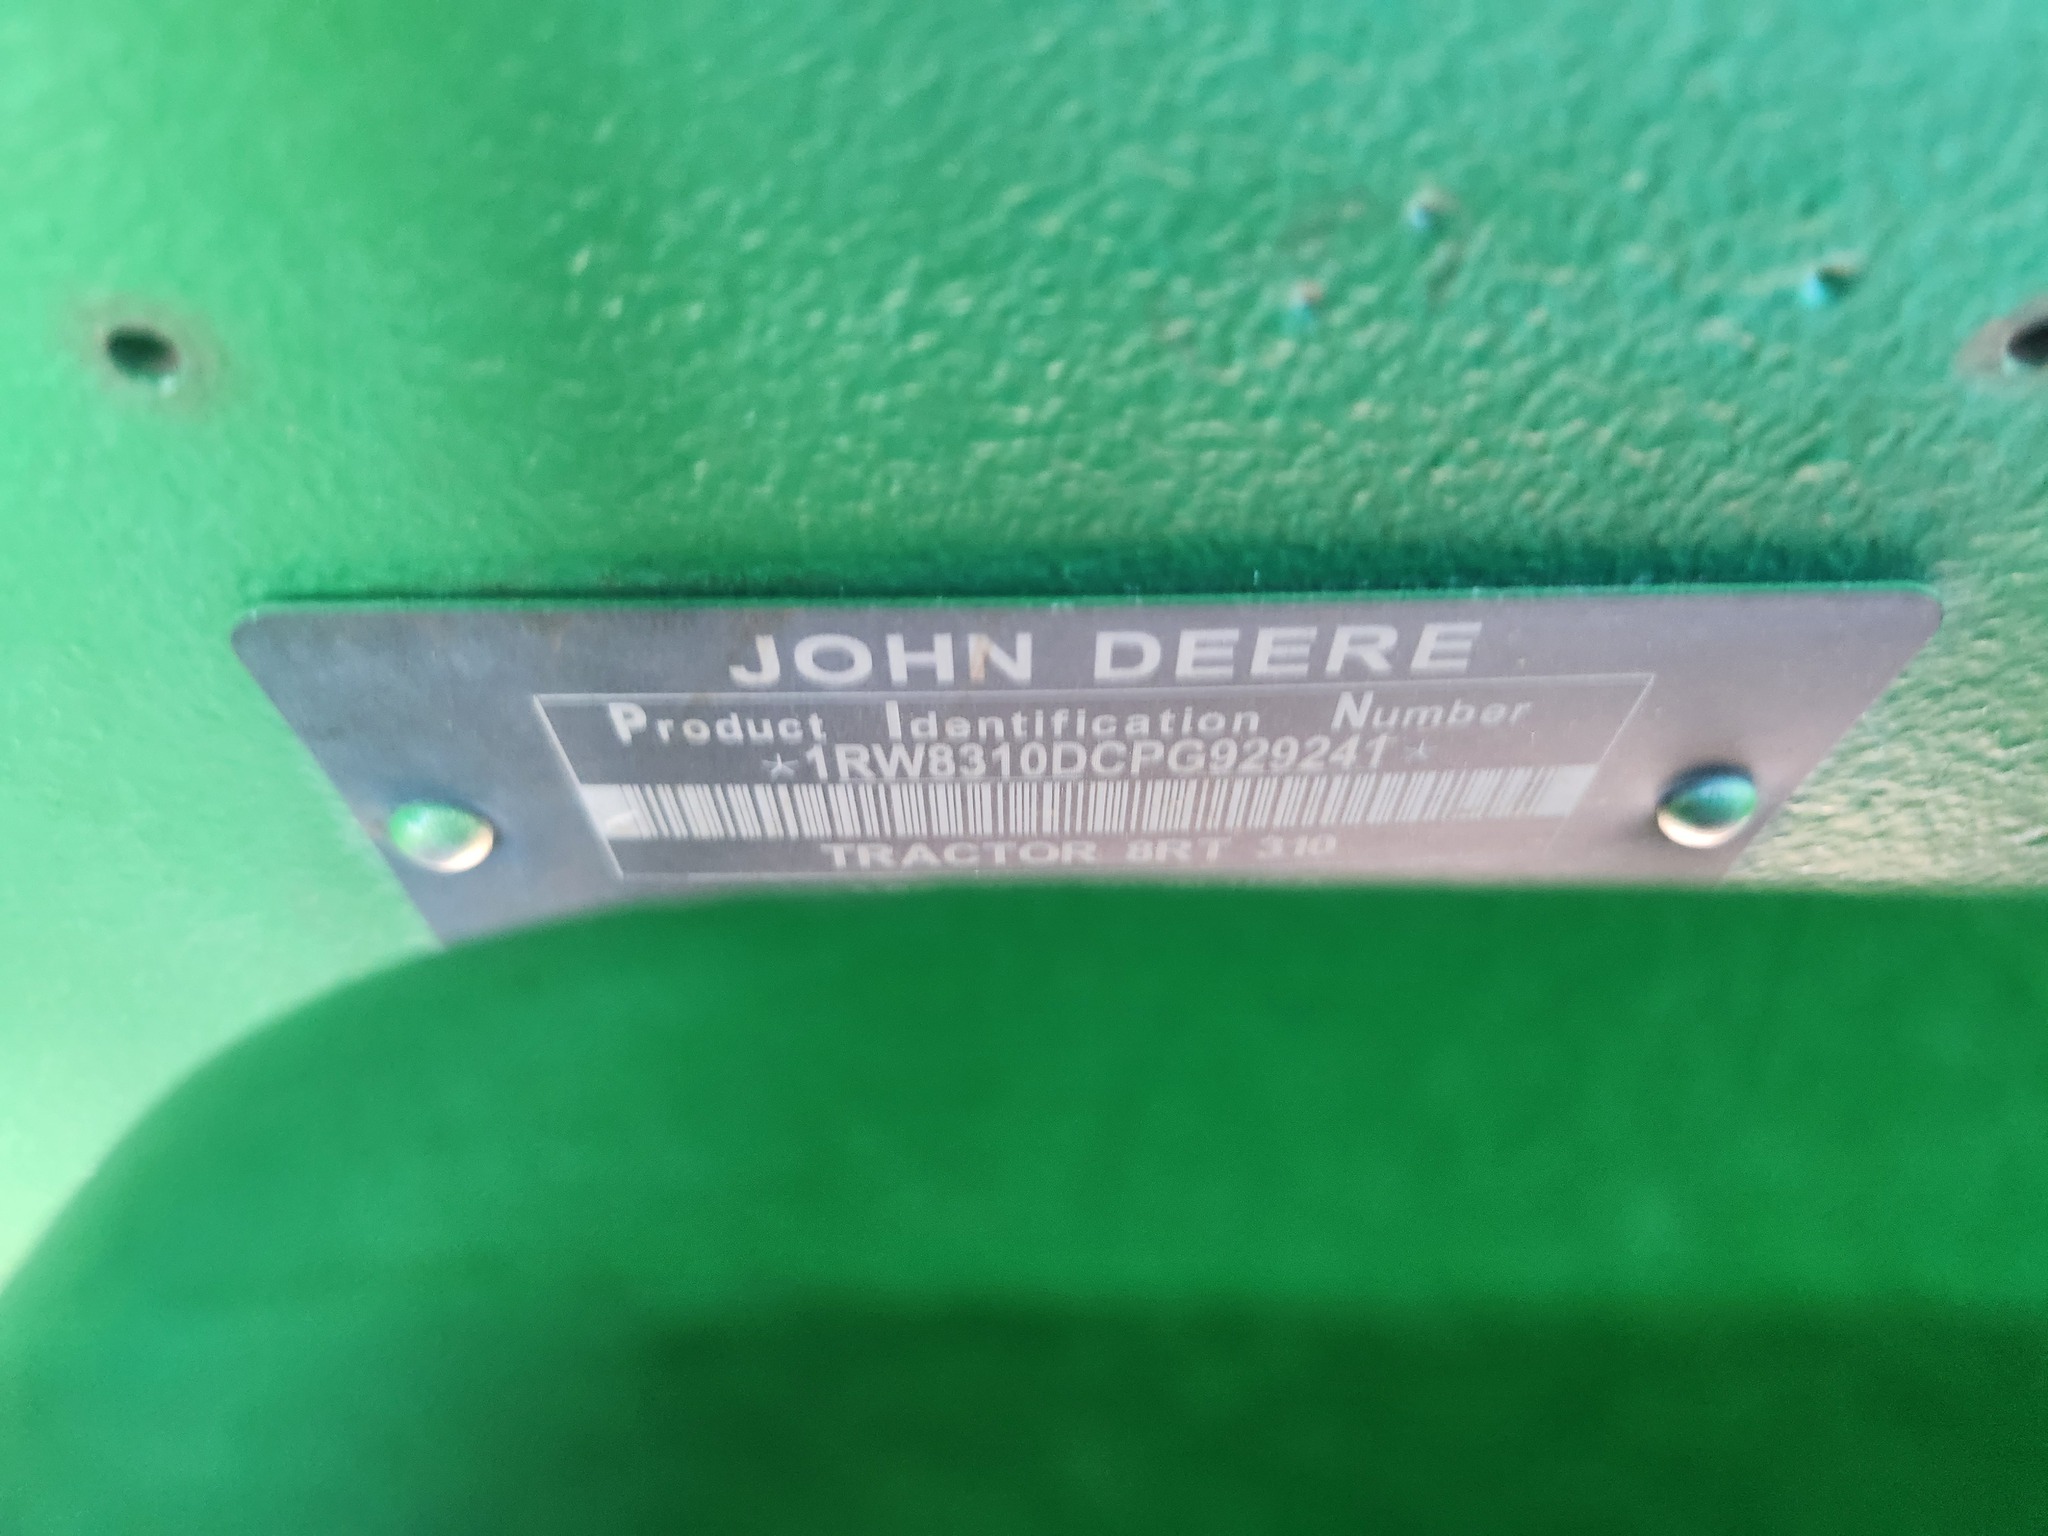 JOHN DEERE
Product Identification Number
*1RW8310DCPG929241*
TRACTOR 8RT 310